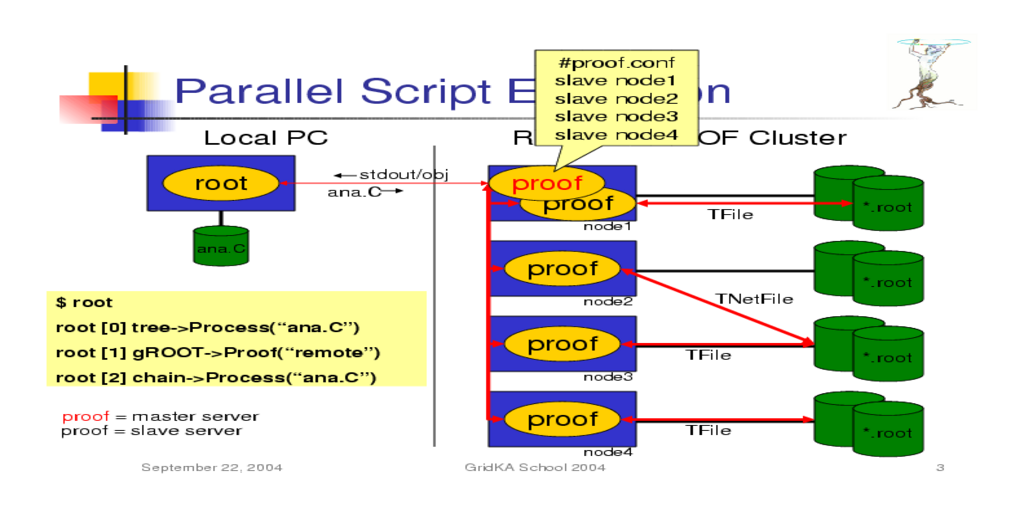 Parallel Script E on
#proof.conf
slave node1
slave node2
slave node3
slave node4
Local PC
R OF Cluster
root
stdout/obj
ana.C
ana.C
proof
proof
node1
TFile
*.root
proof
node2
TNetFile
*.root
proof
node3
TFile
*.root
proof
node4
TFile
*.root
$ root
root [0] tree->Process(“ana.C”)
root [1] gROOT->Proof(“remote”)
root [2] chain->Process(“ana.C”)
proof = master server
proof = slave server
September 22, 2004
GridKA School 2004
3